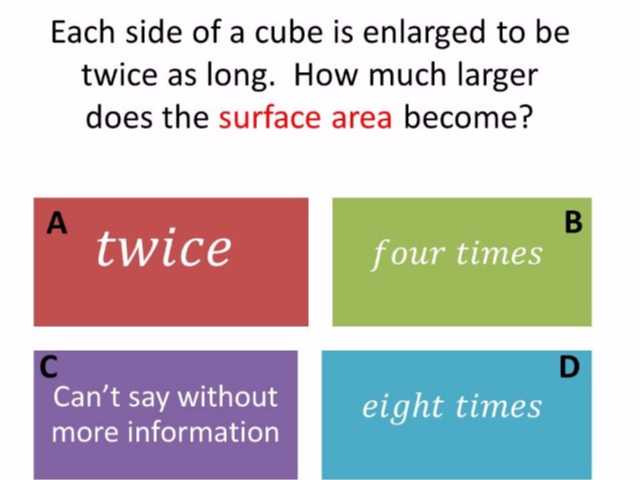 Each side of a cube is enlarged to be
twice as long. How much larger
does the surface area become?
A
twice
B
four times
C
Can't say without
more information
D
eight times